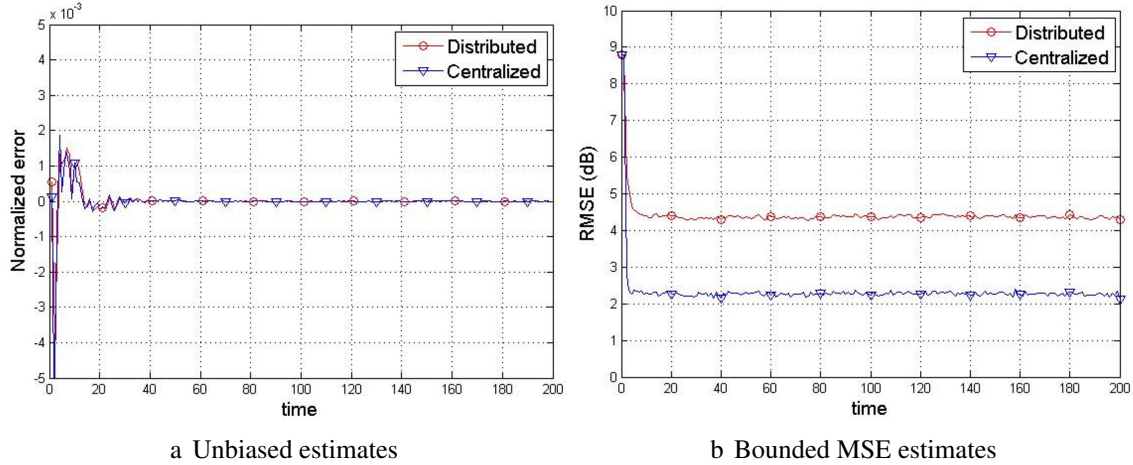 × 10⁻³
5
4
3
2
1
0
-1
-2
-3
-4
-5
Normalized error
0 20 40 60 80 100 120 140 160 180 200
time
Distributed
Centralized
a Unbiased estimates
10
9
8
7
6
5
4
3
2
1
0
RMSE (dB)
0 20 40 60 80 100 120 140 160 180 200
time
Distributed
Centralized
b Bounded MSE estimates